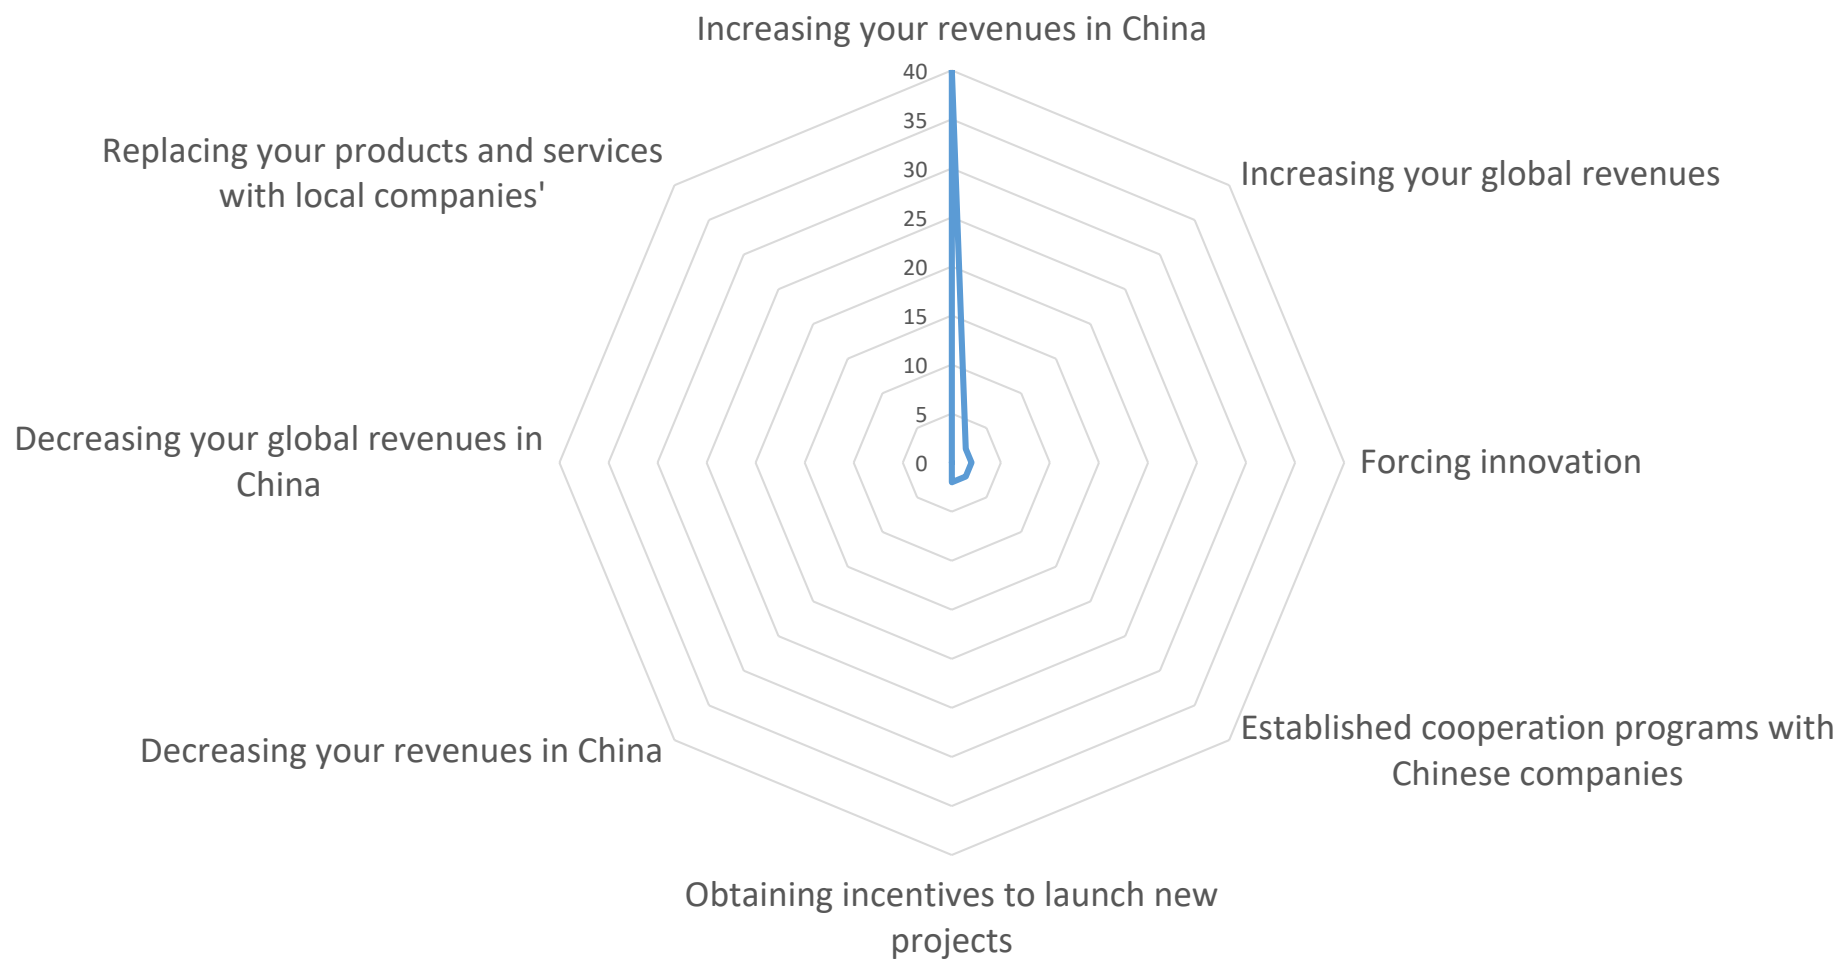 Increasing your revenues in China
40
35
30
25
20
15
10
5
0
Increasing your global revenues
Forcing innovation
Established cooperation programs with
Chinese companies
Obtaining incentives to launch new
projects
Decreasing your revenues in China
Decreasing your global revenues in
China
Replacing your products and services
with local companies'